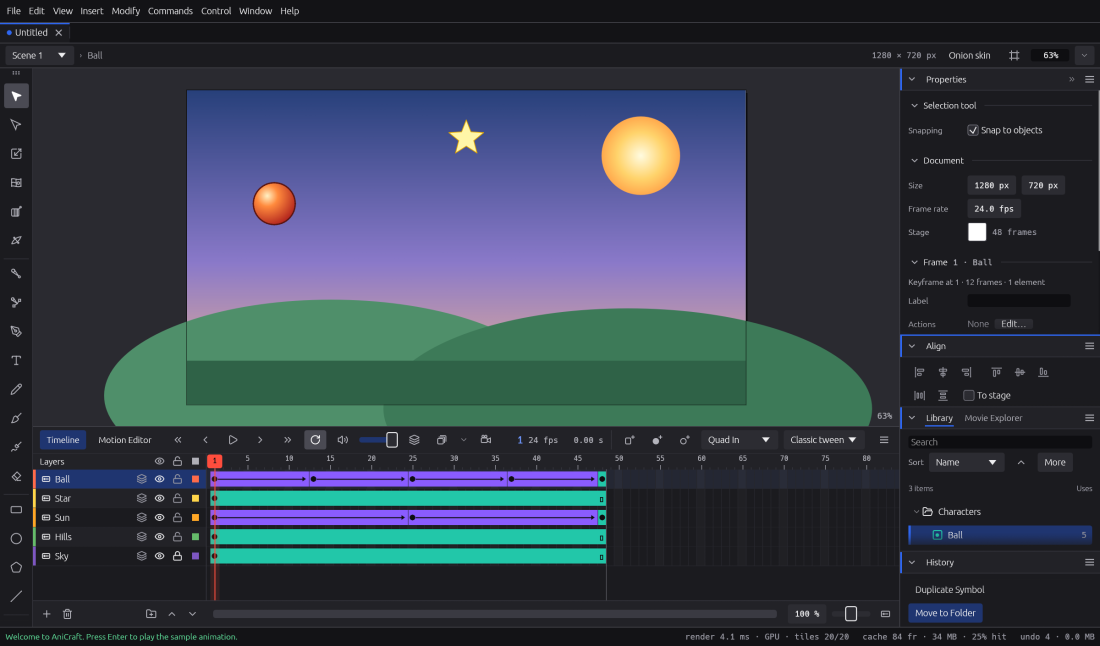 File Edit View Insert Modify Commands Control Window Help
Untitled
Scene 1 › Ball 1280 × 720 px Onion skin 63%
Properties
Selection tool
Snapping Snap to objects
Document
Size 1280 px 720 px
Frame rate 24.0 fps
Stage 48 frames
Frame 1 · Ball
Keyframe at 1 · 12 frames · 1 element
Label
Actions None Edit...
Align
To stage
63%
Library Movie Explorer
Search
Sort Name More
3 items Uses
Characters
Ball 5
History
Duplicate Symbol
Move to Folder
Timeline Motion Editor 1 24 fps 0.00 s Quad In Classic tween
Layers 1 5 10 15 20 25 30 35 40 45 50 55 60 65 70 75 80
Ball
Star
Sun
Hills
Sky
100 %
Welcome to AniCraft. Press Enter to play the sample animation. render 4.1 ms · GPU · tiles 20/20 cache 84 fr · 34 MB · 25% hit undo 4 · 0.0 MB